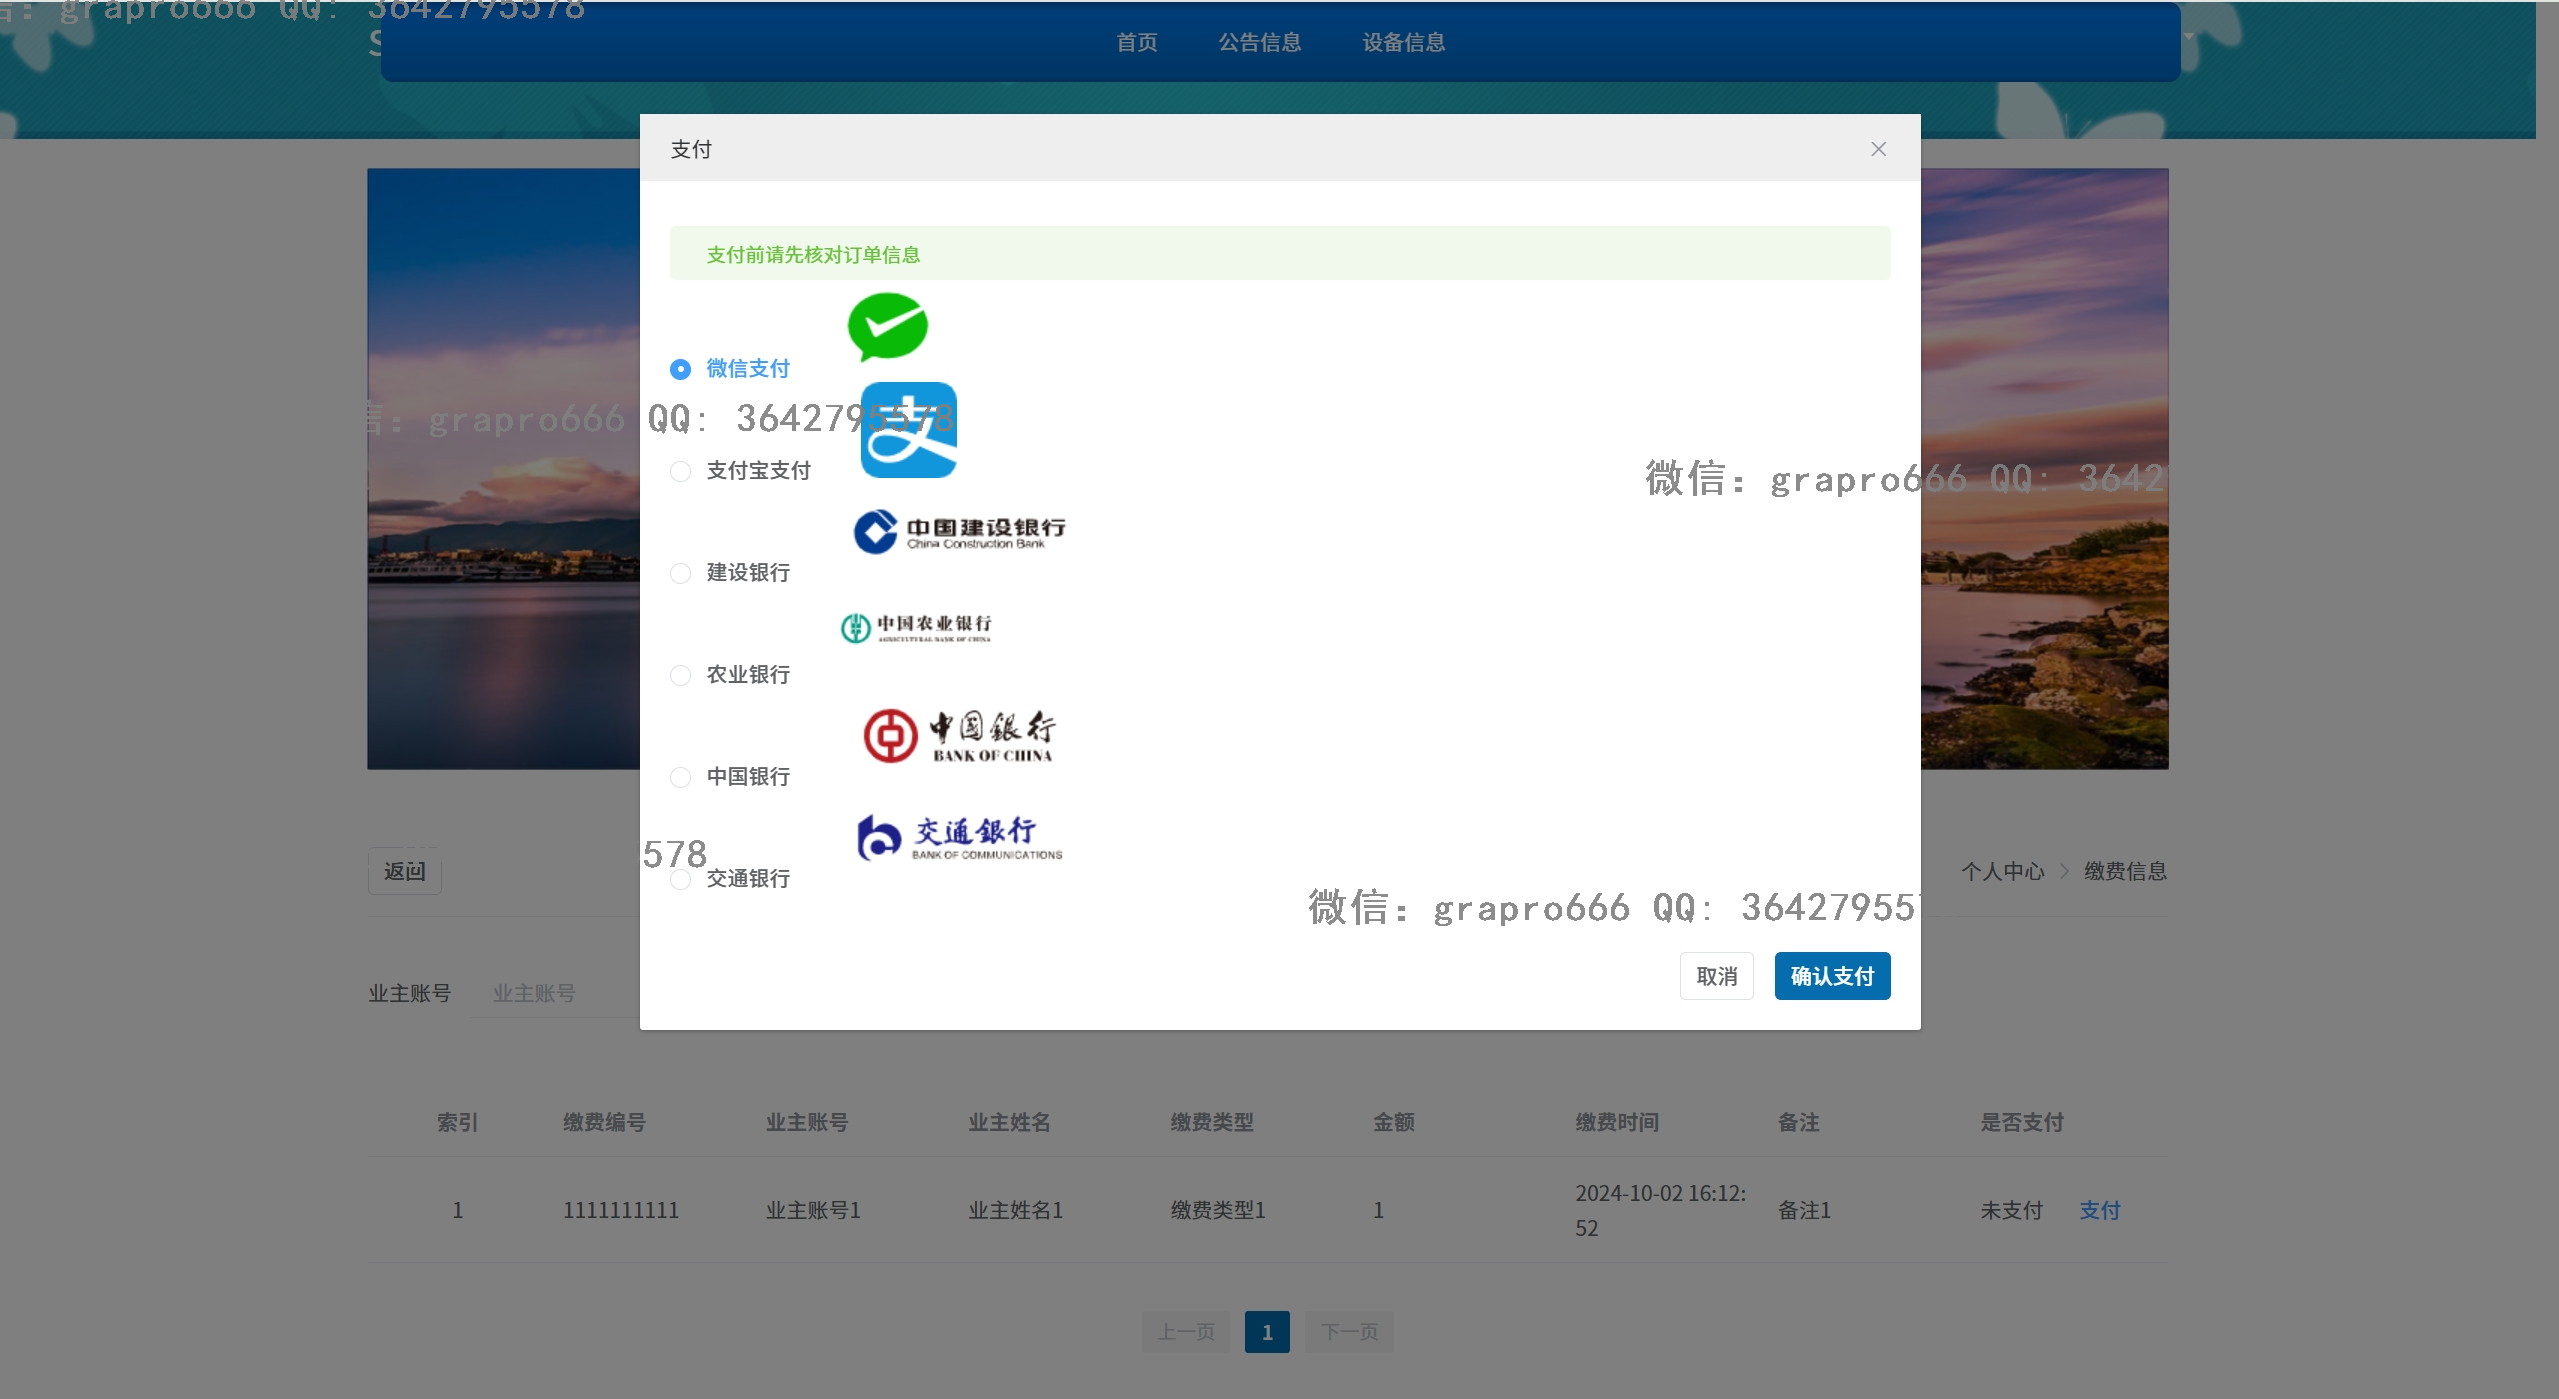 信: grapro666 QQ: 3642795578
S
首页 公告信息 设备信息
支付
支付前请先核对订单信息
微信支付
信: grapro666 QQ: 3642795578
支付宝支付
支
微信: grapro666 QQ: 3642
中国建设银行
China Construction Bank
建设银行
中国农业银行
AGRICULTURAL BANK OF CHINA
农业银行
中國銀行
BANK OF CHINA
中国银行
交通銀行
BANK OF COMMUNICATIONS
578
交通银行
返回
个人中心 > 缴费信息
微信: grapro666 QQ: 364279557
取消 确认支付
业主账号 业主账号
索引 缴费编号 业主账号 业主姓名 缴费类型 金额 缴费时间 备注 是否支付
1 1111111111 业主账号1 业主姓名1 缴费类型1 1 2024-10-02 16:12:
52 备注1 未支付 支付
上一页 1 下一页